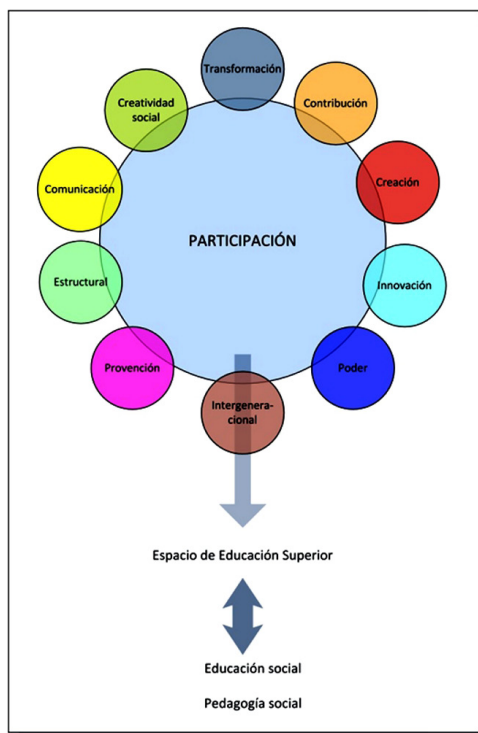 Transformación
Contribución
Creatividad
social
Creación
Comunicación
PARTICIPACIÓN
Estructural
Innovación
Provención
Poder
Intergenera-
cional
Espacio de Educación Superior
Educación social
Pedagogía social